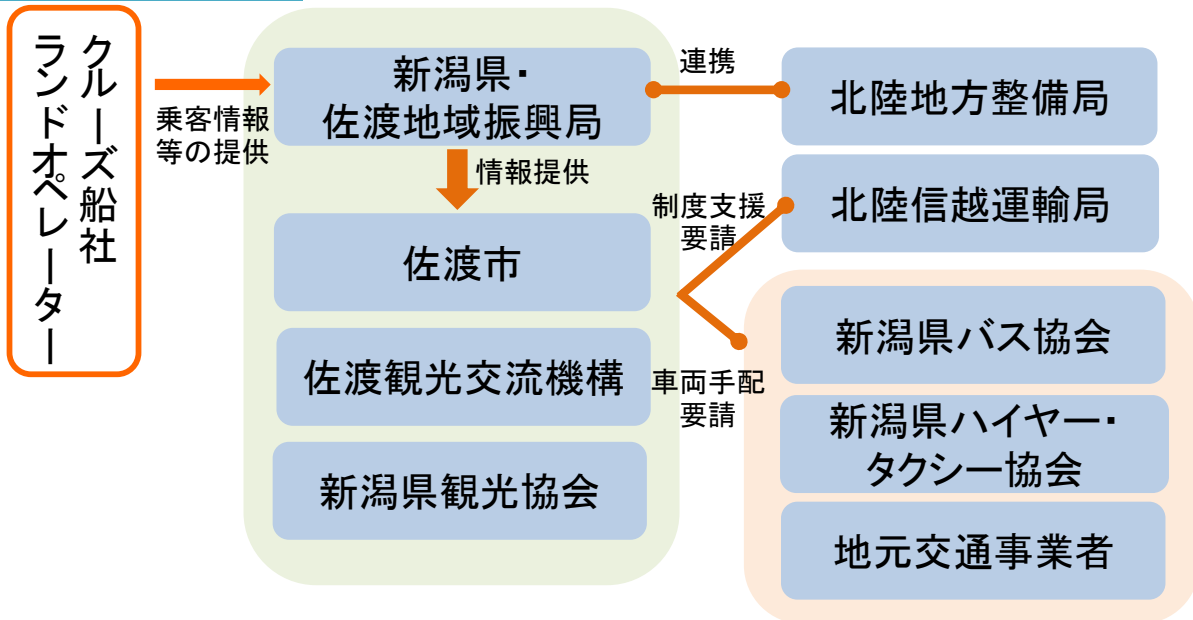 クルーズ船社
ランドオペレーター
乗客情報
等の提供
新潟県・
佐渡地域振興局
情報提供
佐渡市
佐渡観光交流機構
新潟県観光協会
連携
北陸地方整備局
制度支援
要請
北陸信越運輸局
車両手配
要請
新潟県バス協会
新潟県ハイヤー・
タクシー協会
地元交通事業者